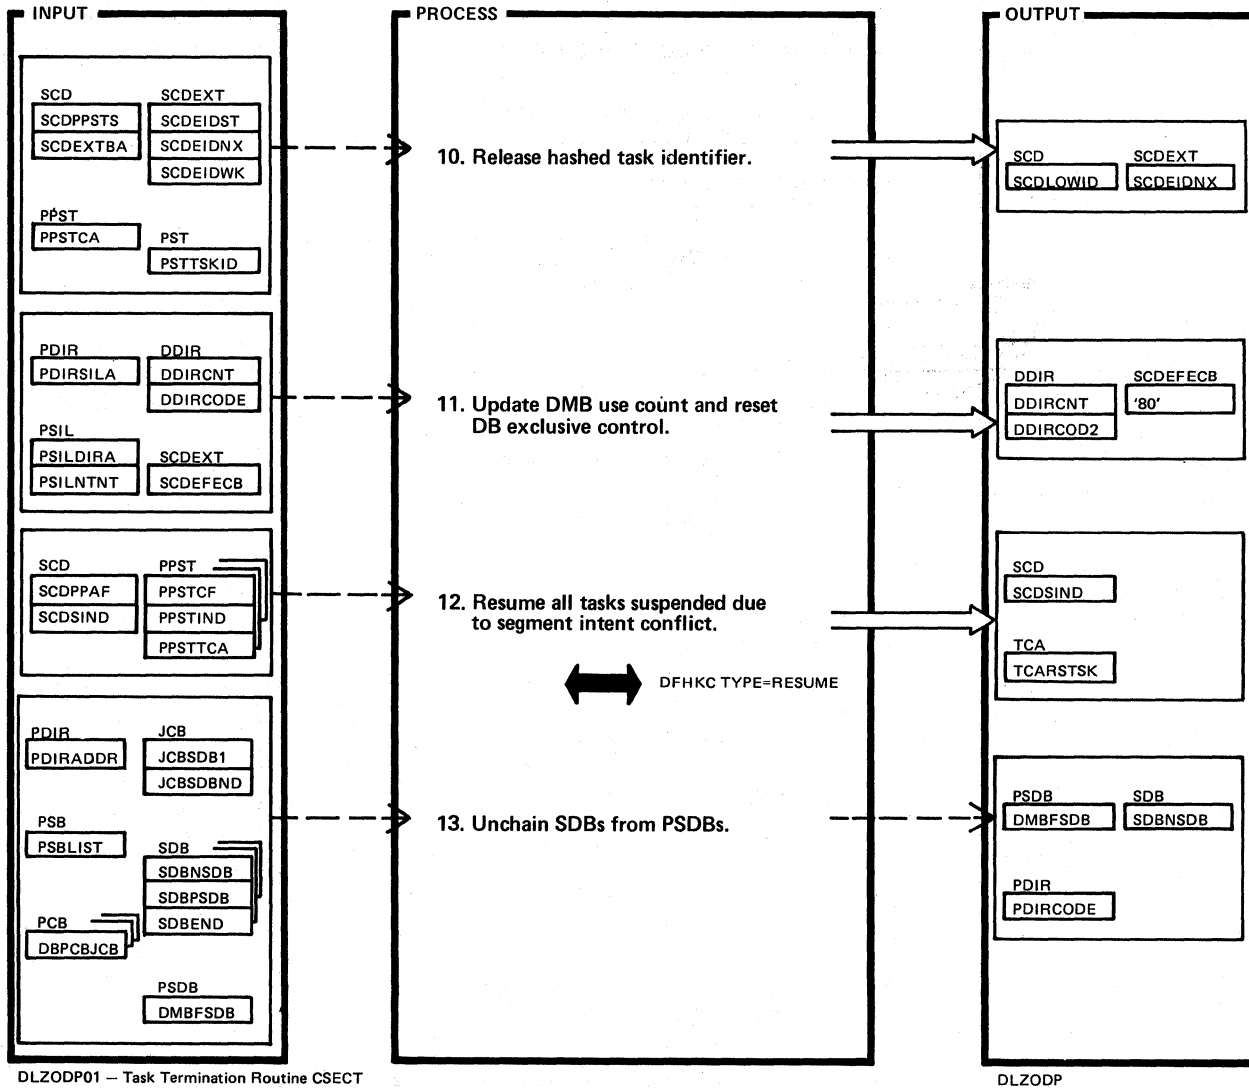 INPUT
PROCESS
OUTPUT
SCD
SCDPPSTS
SCDEXTBA
SCDEXT
SCDEIDST
SCDEIDNX
SCDEIDWK
PPST
PPSTCA
PST
PSTTSKID
10. Release hashed task identifier.
SCD
SCDLOWID
SCDEXT
SCDEIDNX
PDIR
PDIRSILA
DDIR
DDIRCNT
DDIRCODE
PSIL
PSILDIRA
PSILNTNT
SCDEXT
SCDEFECB
11. Update DMB use count and reset
DB exclusive control.
DDIR
DDIRCNT
DDIRCOD2
SCDEFECB
'80'
SCD
SCDPPAF
SCDSIND
PPST
PPSTCF
PPSTIND
PPSTTCA
12. Resume all tasks suspended due
to segment intent conflict.
DFHKC TYPE=RESUME
SCD
SCDSIND
TCA
TCARSTSK
PDIR
PDIRADDR
JCB
JCBSDB1
JCBSDBND
PSB
PSBLIST
SDB
SDBNSDB
SDBPSDB
SDBEND
PCB
DBPCBJCB
PSDB
DMBFSDB
13. Unchain SDBs from PSDBs.
PSDB
DMBFSDB
SDB
SDBNSDB
PDIR
PDIRCODE
DLZODP01 — Task Termination Routine CSECT
DLZODP